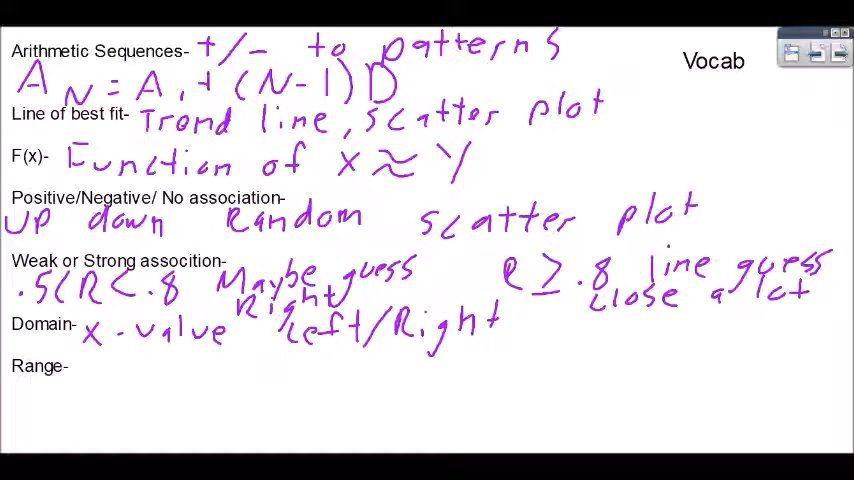 Vocab
Arithmetic Sequences- +/- to patterns
A N = A 1 + (N-1) D
Line of best fit- Trend line, scatter plot
F(x)- Function of x ≈ Y
Positive/Negative/ No association-
UP down Random scatter plot
Weak or Strong assocition-
.5<R<.8 Maybe guess Right R ≥ .8 line guess close a lot
Domain- x-value Left/Right
Range-